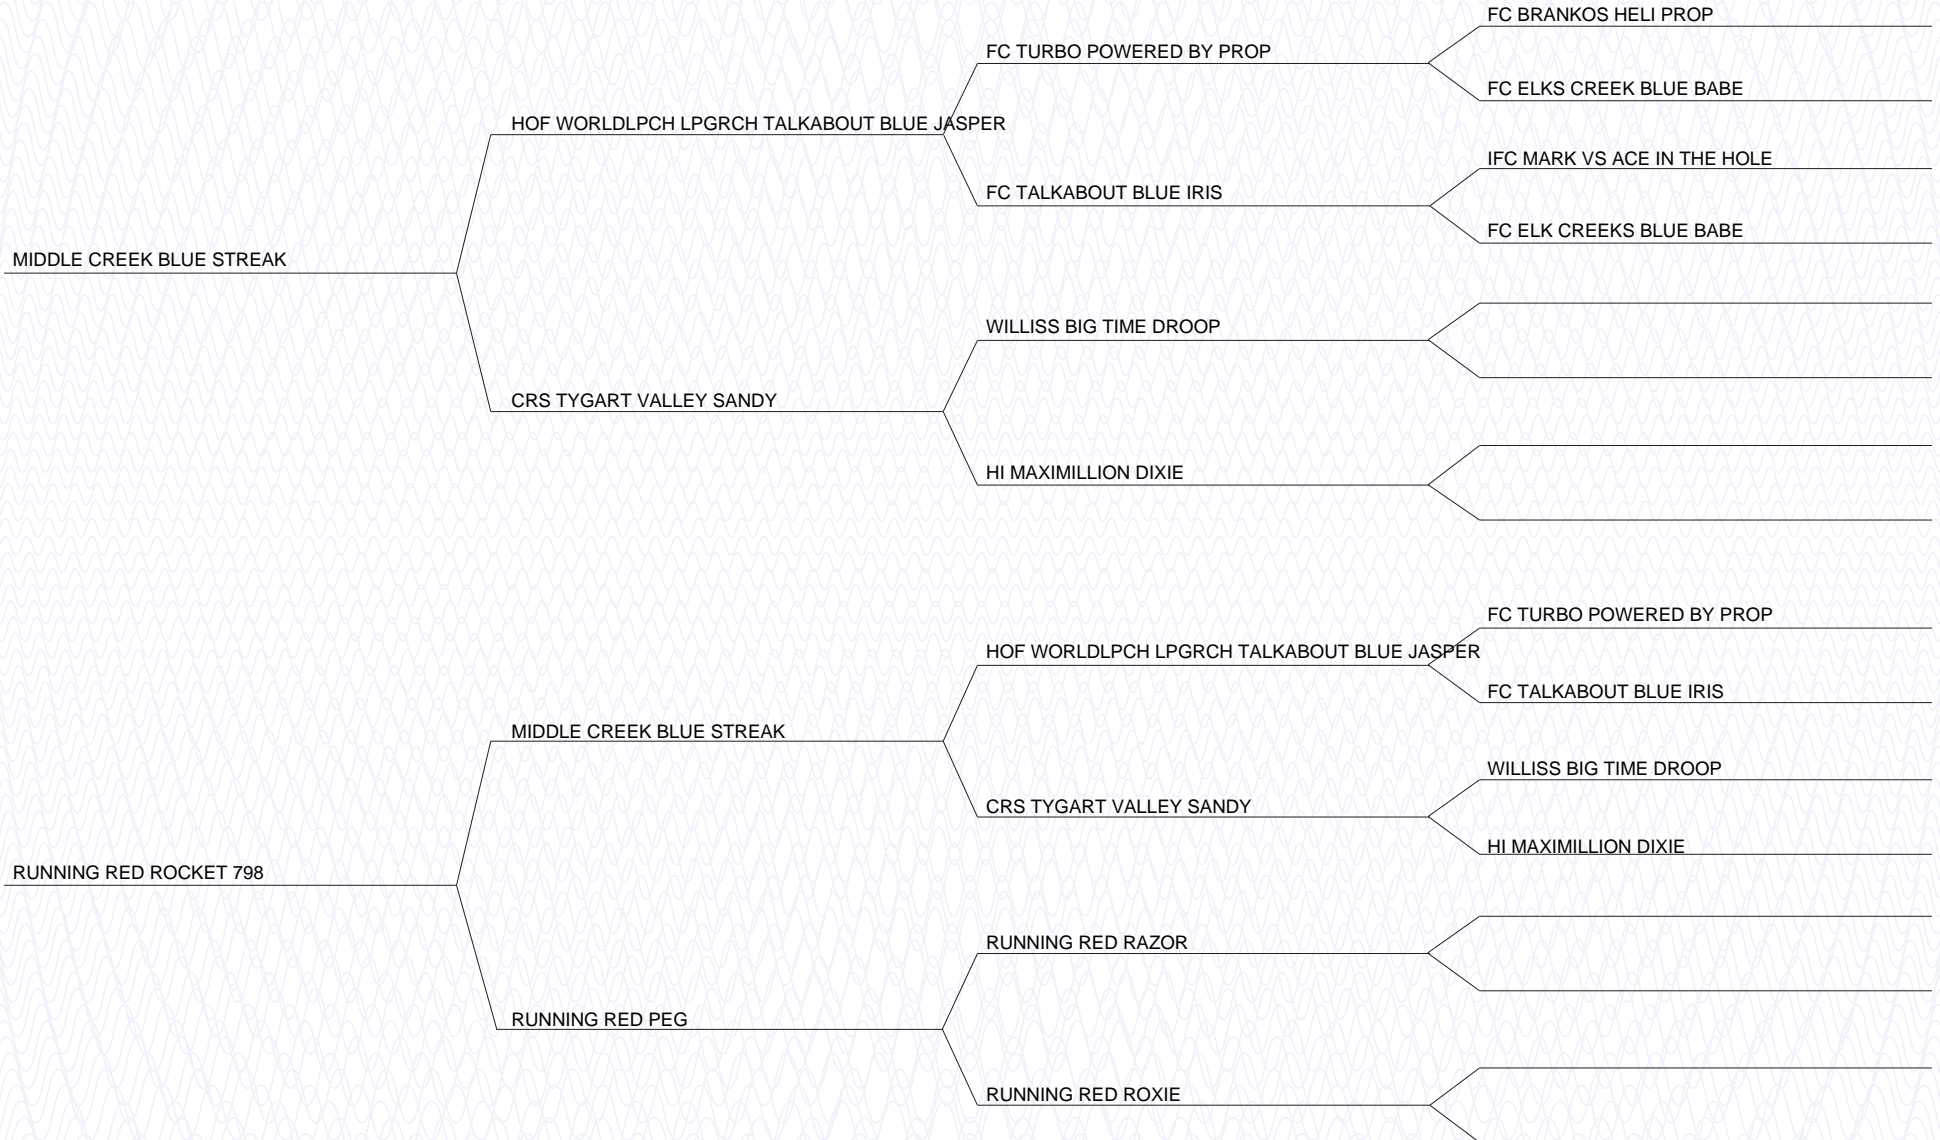 FC BRANKOS HELI PROP
FC TURBO POWERED BY PROP
FC ELKS CREEK BLUE BABE
HOF WORLDLPCH LPGRCH TALKABOUT BLUE JASPER
IFC MARK VS ACE IN THE HOLE
FC TALKABOUT BLUE IRIS
FC ELK CREEKS BLUE BABE
MIDDLE CREEK BLUE STREAK
WILLISS BIG TIME DROOP
CRS TYGART VALLEY SANDY
HI MAXIMILLION DIXIE
FC TURBO POWERED BY PROP
HOF WORLDLPCH LPGRCH TALKABOUT BLUE JASPER
FC TALKABOUT BLUE IRIS
MIDDLE CREEK BLUE STREAK
WILLISS BIG TIME DROOP
CRS TYGART VALLEY SANDY
HI MAXIMILLION DIXIE
RUNNING RED ROCKET 798
RUNNING RED RAZOR
RUNNING RED PEG
RUNNING RED ROXIE